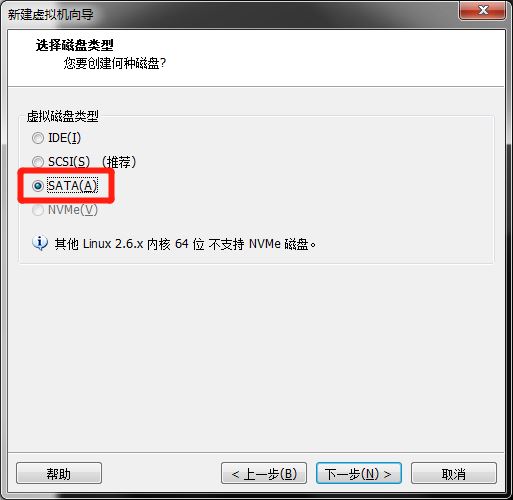 新建虚拟机向导
选择磁盘类型
您要创建何种磁盘?
虚拟磁盘类型
IDE(I)
SCSI(S) (推荐)
SATA(A)
NVMe(V)
其他 Linux 2.6.x 内核 64 位 不支持 NVMe 磁盘。
帮助
< 上一步(B)
下一步(N) >
取消